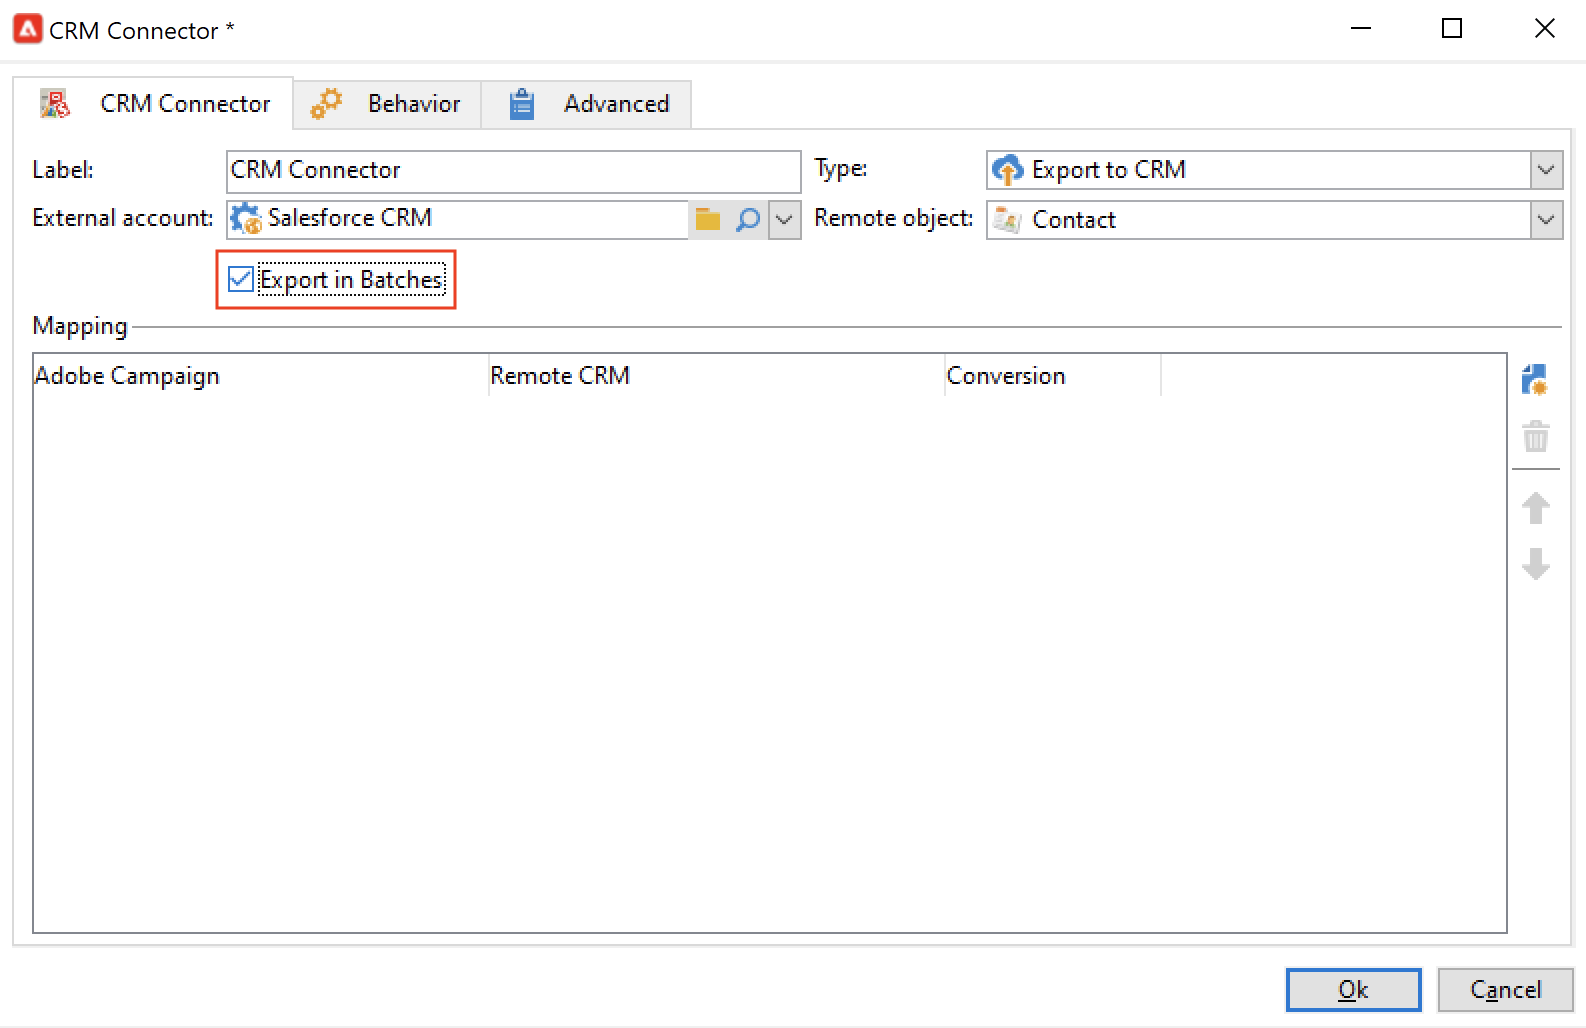 CRM Connector *
CRM Connector Behavior Advanced
Label: CRM Connector Type: Export to CRM
External account: Salesforce CRM Remote object: Contact
Export in Batches
Mapping
Adobe Campaign Remote CRM Conversion
Ok Cancel